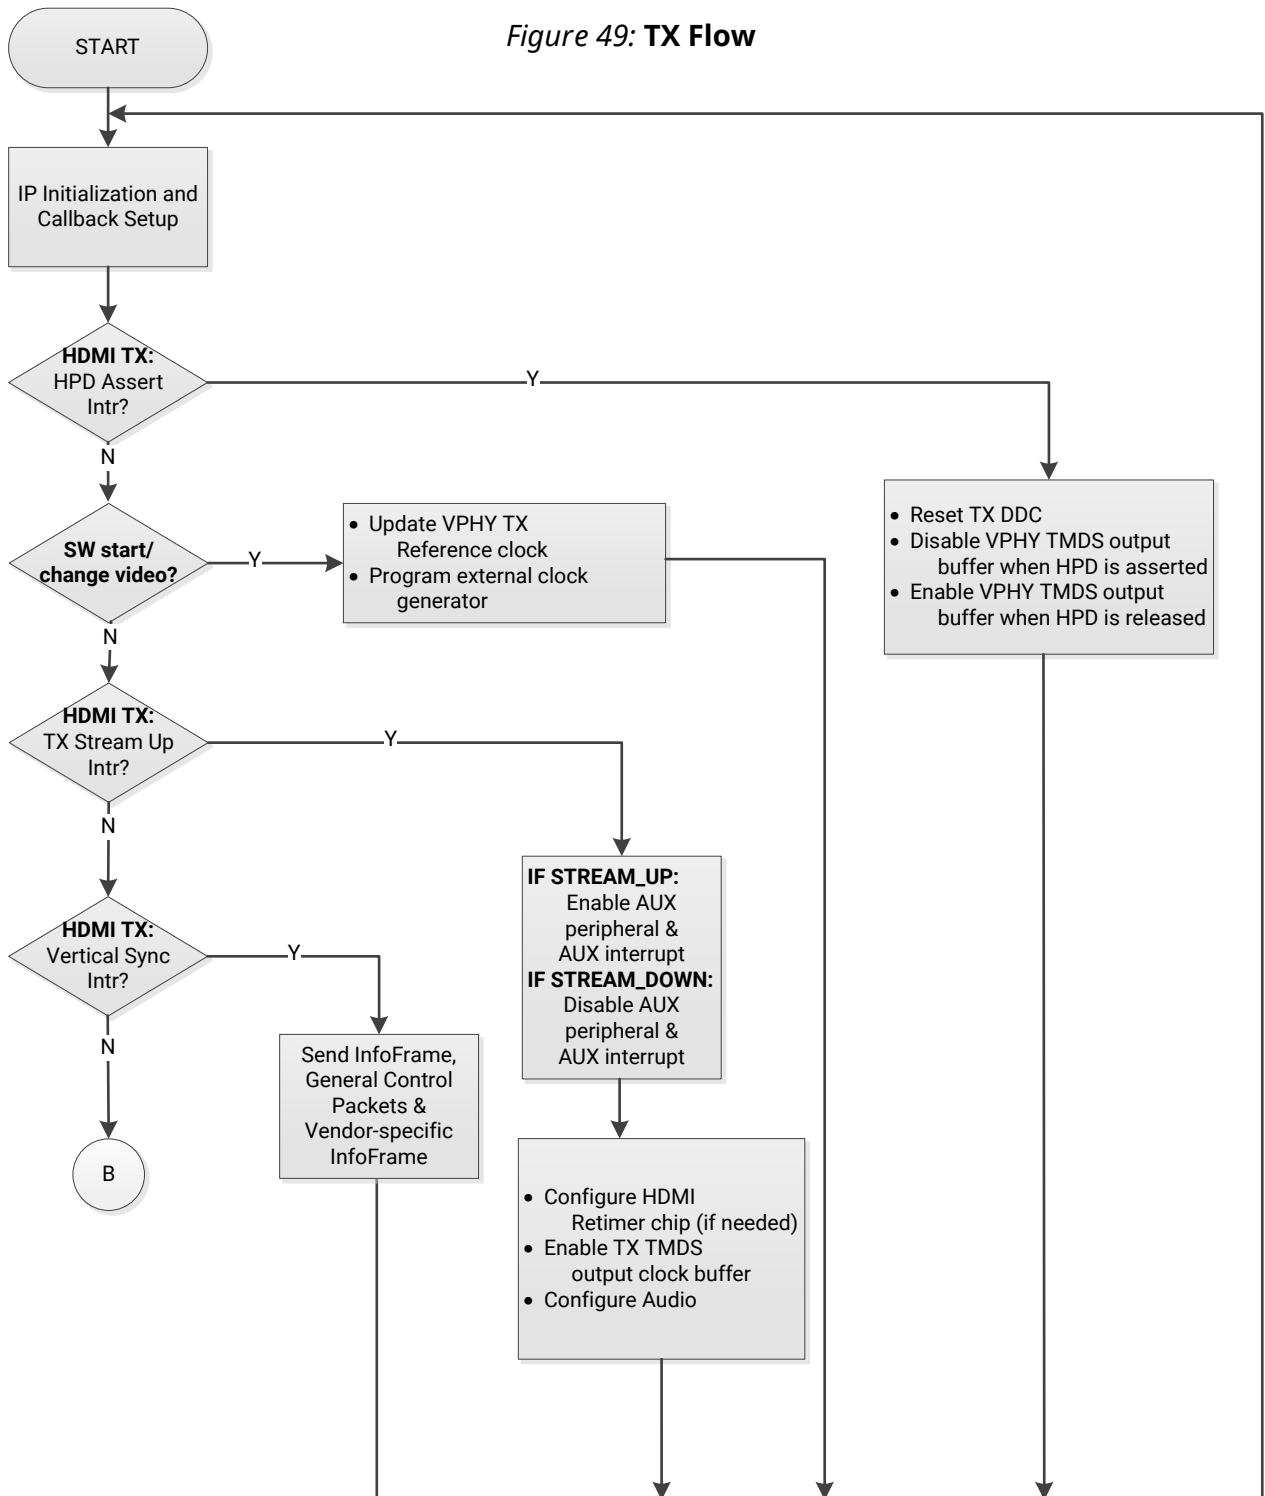 START
Figure 49: TX Flow
IP Initialization and
Callback Setup
HDMI TX:
HPD Assert
Intr?
Y
N
• Reset TX DDC
• Disable VPHY TMDS output
buffer when HPD is asserted
• Enable VPHY TMDS output
buffer when HPD is released
SW start/
change video?
Y
• Update VPHY TX
Reference clock
• Program external clock
generator
N
HDMI TX:
TX Stream Up
Intr?
Y
N
IF STREAM_UP:
Enable AUX
peripheral &
AUX interrupt
IF STREAM_DOWN:
Disable AUX
peripheral &
AUX interrupt
HDMI TX:
Vertical Sync
Intr?
Y
N
Send InfoFrame,
General Control
Packets &
Vendor-specific
InfoFrame
B
• Configure HDMI
Retimer chip (if needed)
• Enable TX TMDS
output clock buffer
• Configure Audio